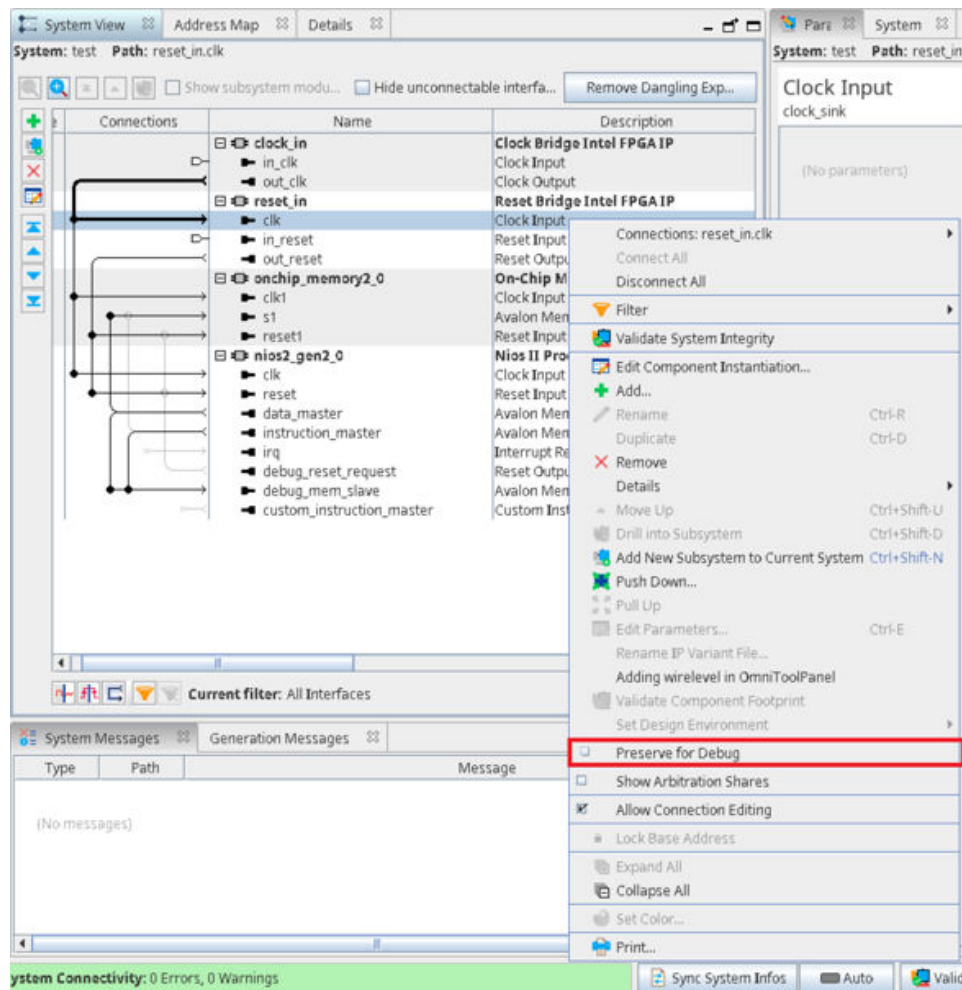 System View Address Map Details
System: test Path: reset_in.clk
Show subsystem modu... Hide unconnectable interfa... Remove Dangling Exp...
Connections Name Description
clock_in Clock Bridge Intel FPGA IP
in_clk Clock Input
out_clk Clock Output
reset_in Reset Bridge Intel FPGA IP
clk Clock Input
in_reset Reset Input
out_reset Reset Outpu
onchip_memory2_0 On-Chip M
clk1 Clock Input
s1 Avalon Mem
reset1 Reset Input
nios2_gen2_0 Nios II Pro
clk Clock Input
reset Reset Input
data_master Avalon Mem
instruction_master Avalon Mem
irq Interrupt Re
debug_reset_request Reset Outpu
debug_mem_slave Avalon Mem
custom_instruction_master Custom Inst
Current filter: All Interfaces
Para System
System: test Path: reset_in
Clock Input
clock_sink
(No parameters)
Connections: reset_in.clk
Connect All
Disconnect All
Filter
Validate System Integrity
Edit Component Instantiation...
Add...
Rename Ctrl-R
Duplicate Ctrl-D
Remove
Details
Move Up Ctrl+Shift-U
Drill into Subsystem Ctrl+Shift-D
Add New Subsystem to Current System Ctrl+Shift-N
Push Down...
Pull Up
Edit Parameters... Ctrl-E
Rename IP Variant File...
Adding wirelevel in OmniToolPanel
Validate Component Footprint
Set Design Environment
Preserve for Debug
Show Arbitration Shares
Allow Connection Editing
Lock Base Address
Expand All
Collapse All
Set Color...
Print...
System Messages Generation Messages
Type Path Message
(No messages)
ystem Connectivity: 0 Errors, 0 Warnings
Sync System Infos Auto Valid